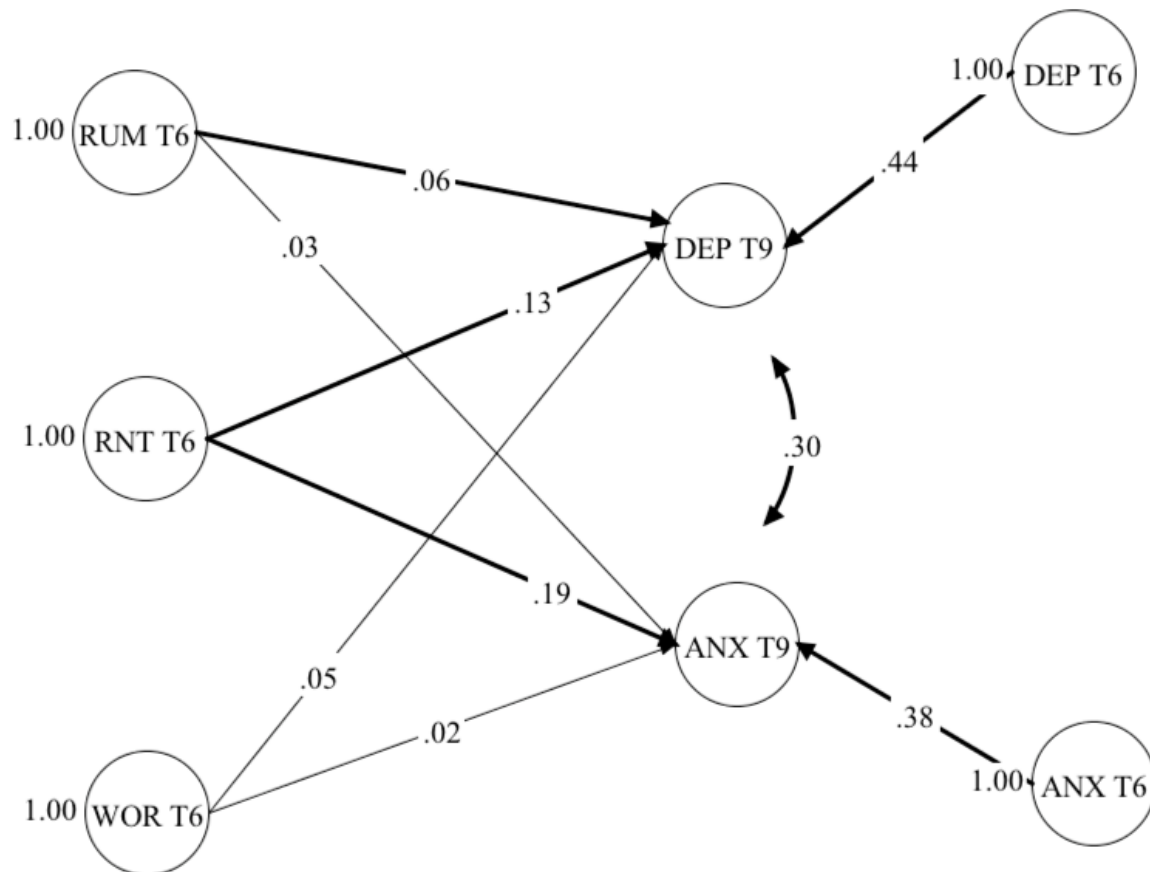 1.00
DEP T6
1.00
RUM T6
.44
.06
DEP T9
.03
.13
1.00
RNT T6
.30
.19
ANX T9
.05
.38
.02
1.00
ANX T6
1.00
WOR T6